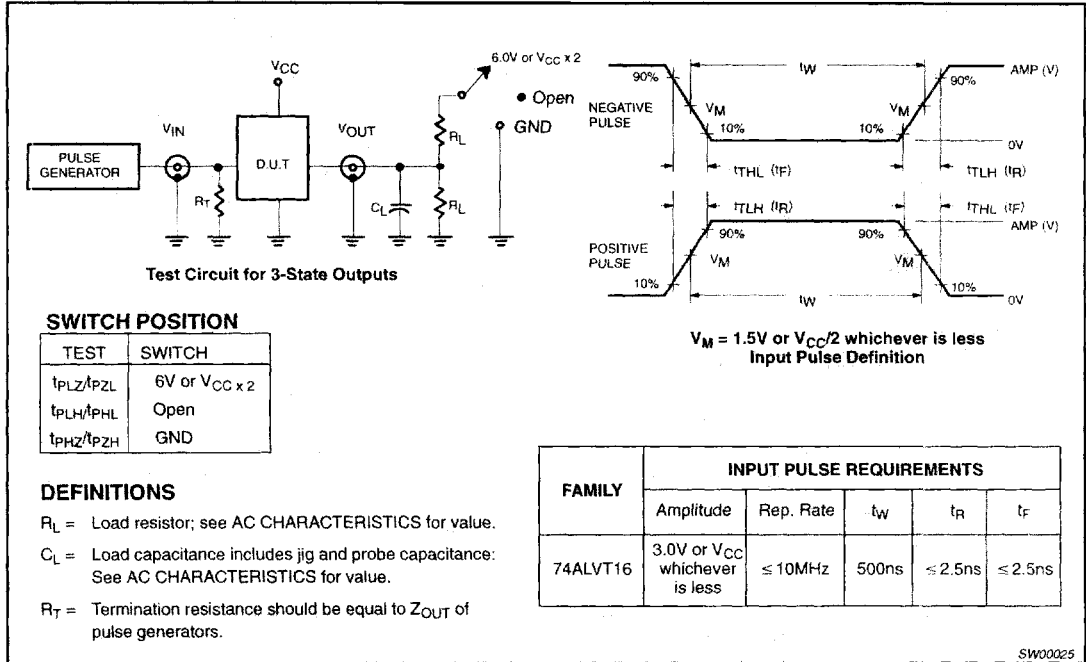 6.0V or VCC x 2
VCC
Open
GND
VIN
VOUT
RL
PULSE
GENERATOR
D.U.T
RT
CL
RL
Test Circuit for 3-State Outputs
90%
tW
90%
AMP (V)
NEGATIVE
PULSE
VM
VM
10%
10%
0V
tTHL (tF)
tTLH (tR)
tTLH (tR)
tTHL (tF)
AMP (V)
POSITIVE
PULSE
90%
90%
VM
VM
10%
10%
tW
0V
VM = 1.5V or VCC/2 whichever is less
Input Pulse Definition
SWITCH POSITION
TEST SWITCH
tPLZ/tPZL 6V or VCC x 2
tPLH/tPHL Open
tPHZ/tPZH GND
DEFINITIONS
RL = Load resistor; see AC CHARACTERISTICS for value.
CL = Load capacitance includes jig and probe capacitance:
See AC CHARACTERISTICS for value.
RT = Termination resistance should be equal to ZOUT of
pulse generators.
FAMILY
INPUT PULSE REQUIREMENTS
Amplitude Rep. Rate tW tR tF
74ALVT16
3.0V or VCC
whichever
is less
≤ 10MHz 500ns ≤ 2.5ns ≤ 2.5ns
SW00025